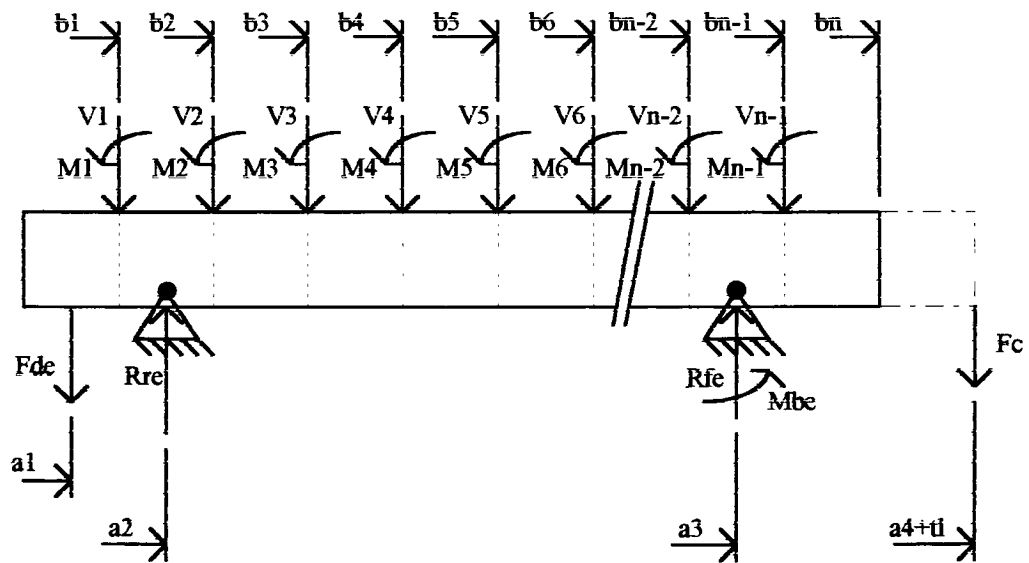 b1 b2 b3 b4 b5 b6 bn-2 bn-1 bn
V1 V2 V3 V4 V5 V6 Vn-2 Vn-1
M1 M2 M3 M4 M5 M6 Mn-2 Mn-1
Fde Rre Rfe Fc
Mbe
a1
a2 a3 a4+tl